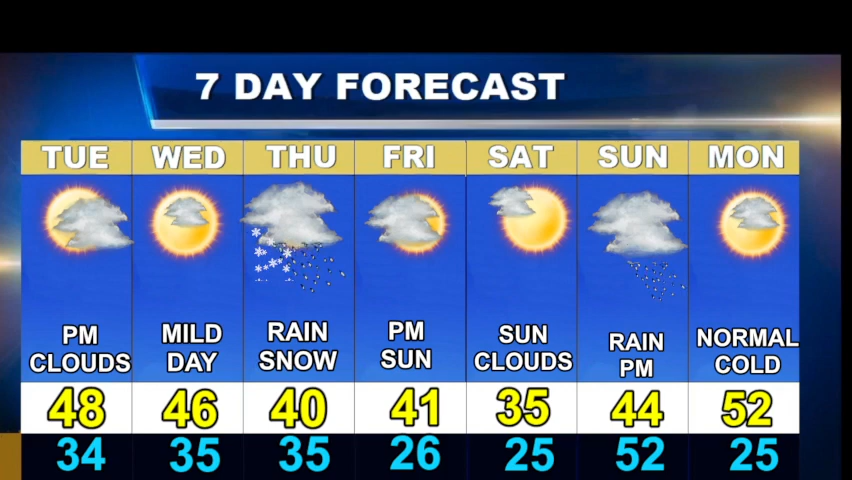 7 DAY FORECAST
TUE WED THU FRI SAT SUN MON
PM CLOUDS
MILD DAY
RAIN SNOW
PM SUN
SUN CLOUDS
RAIN PM
NORMAL COLD
48 46 40 41 35 44 52
34 35 35 26 25 52 25